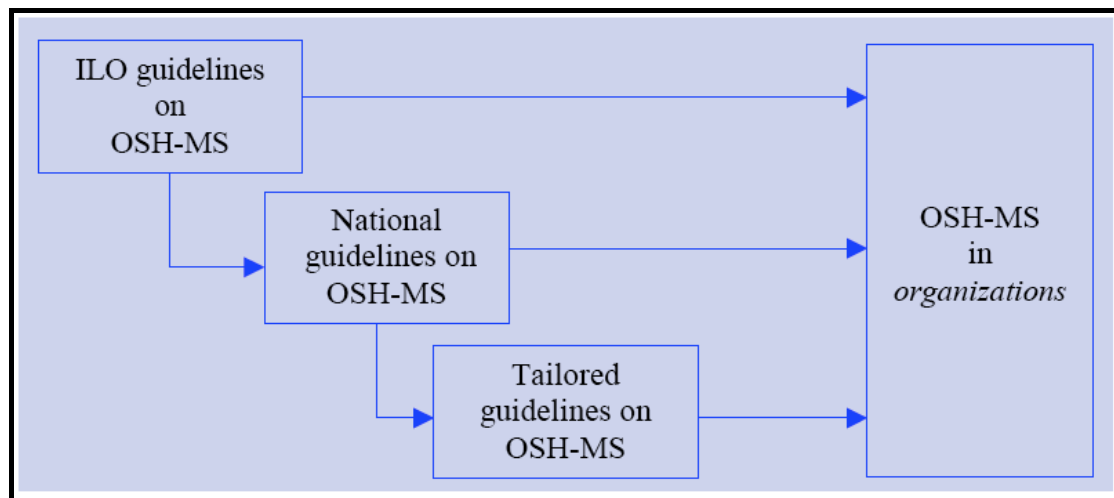 ILO guidelines
on
OSH-MS
National
guidelines on
OSH-MS
Tailored
guidelines on
OSH-MS
OSH-MS
in
organizations